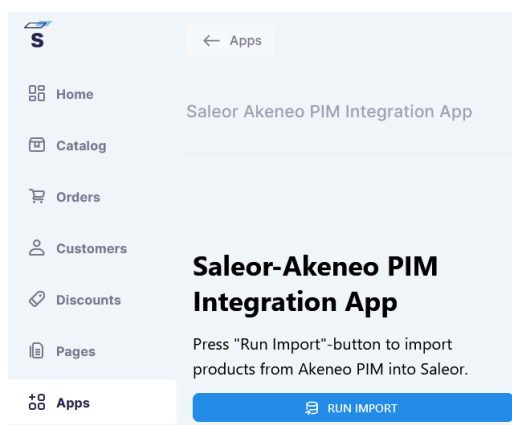 S
← Apps
Home
Saleor Akeneo PIM Integration App
Catalog
Orders
Customers
Discounts
Pages
Apps
Saleor-Akeneo PIM
Integration App
Press "Run Import"-button to import
products from Akeneo PIM into Saleor.
RUN IMPORT